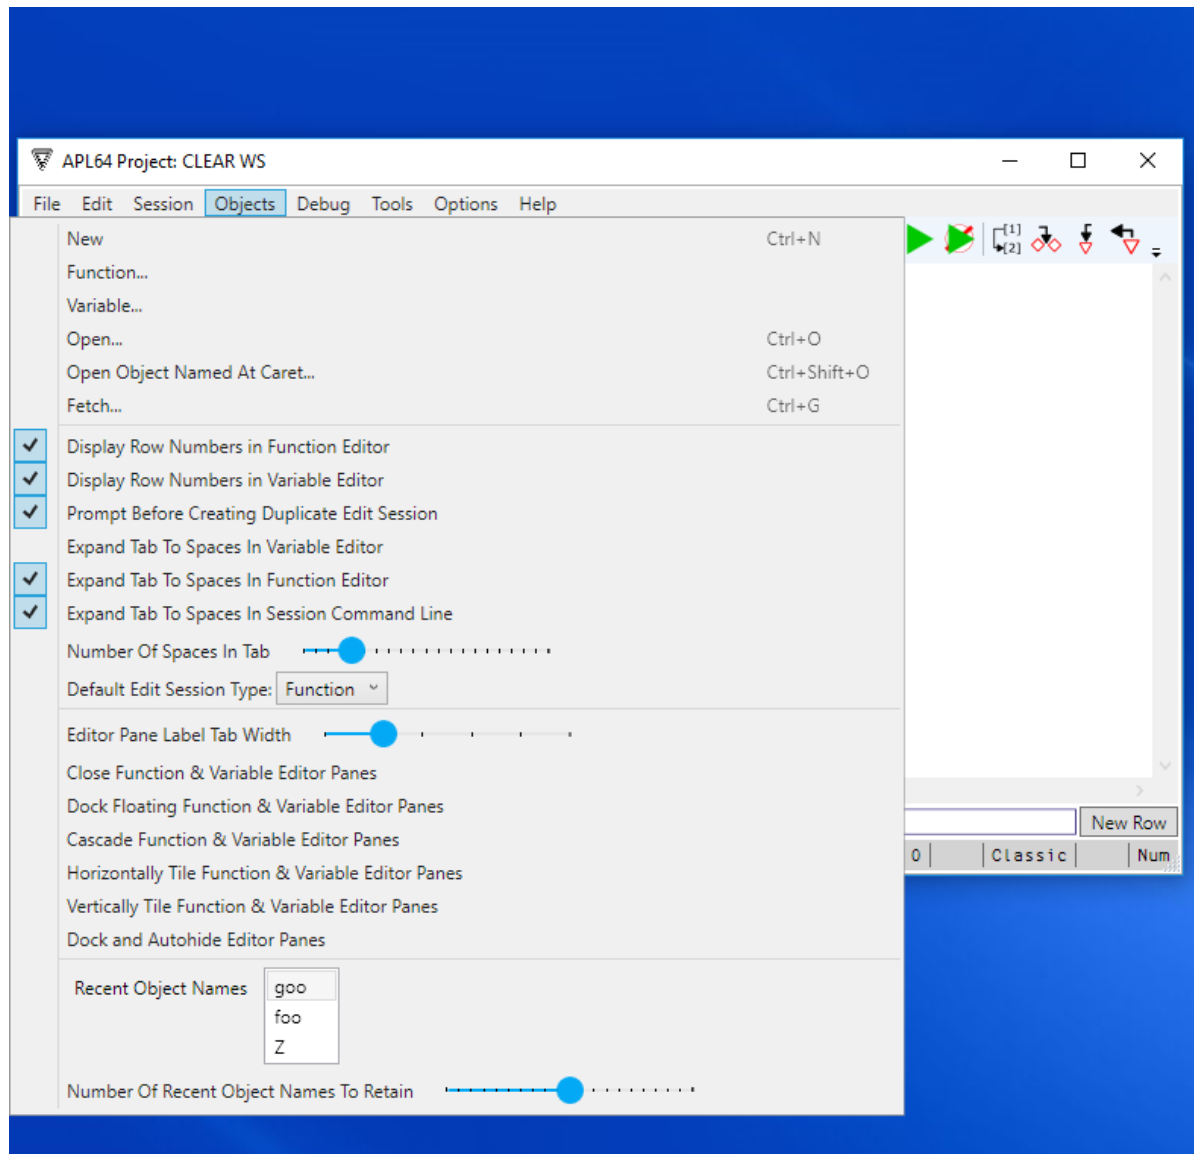 APL64 Project: CLEAR WS
File Edit Session Objects Debug Tools Options Help
New Ctrl+N
[1]
[2]
Function...
Variable...
Open... Ctrl+O
Open Object Named At Caret... Ctrl+Shift+O
Fetch... Ctrl+G
Display Row Numbers in Function Editor
Display Row Numbers in Variable Editor
Prompt Before Creating Duplicate Edit Session
Expand Tab To Spaces In Variable Editor
Expand Tab To Spaces In Function Editor
Expand Tab To Spaces In Session Command Line
Number Of Spaces In Tab
Default Edit Session Type: Function
Editor Pane Label Tab Width
Close Function & Variable Editor Panes
Dock Floating Function & Variable Editor Panes
Cascade Function & Variable Editor Panes
New Row
Horizontally Tile Function & Variable Editor Panes
0 Classic Num
Vertically Tile Function & Variable Editor Panes
Dock and Autohide Editor Panes
Recent Object Names goo
foo
Z
Number Of Recent Object Names To Retain